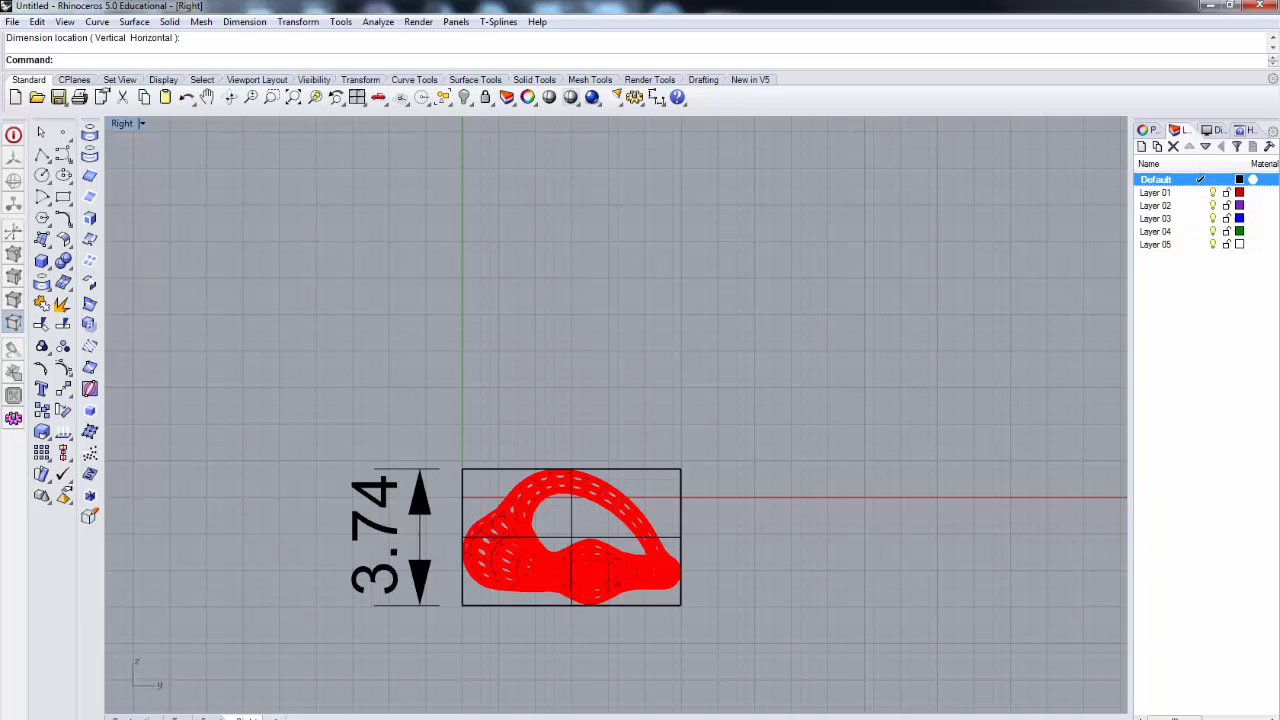 Untitled - Rhinoceros 5.0 Educational - [Right]
File Edit View Curve Surface Solid Mesh Dimension Transform Tools Analyze Render Panels T-Splines Help
Dimension location ( Vertical Horizontal ):
Command:
Standard CPlanes Set View Display Select Viewport Layout Visibility Transform Curve Tools Surface Tools Solid Tools Mesh Tools Render Tools Drafting New in V5
Right
P... L... Di... H...
Name Material
Default
Layer 01
Layer 02
Layer 03
Layer 04
Layer 05
3.74
z
y